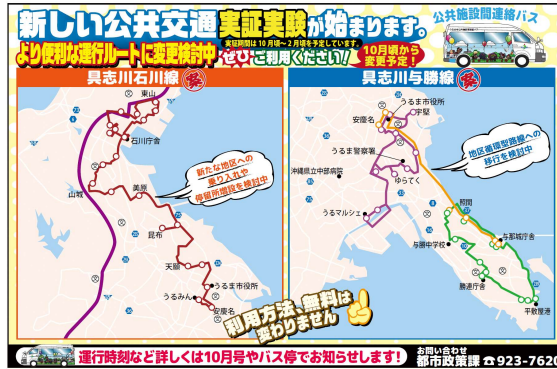 新しい公共交通実証実験が始まります。
実証実験期間は10月頃～2月頃を予定しています。
公共施設間連絡バス
より便利な運行ルートに変更検討中
ぜひご利用ください!
10月頃から
変更予定!
具志川石川線
具志川与勝線
東山
石川庁舎
新たな地区への
乗り入れや
停留所増設を検討中
山城
美原
昆布
天願
うるま市役所
うるみん
安慶名
うるま市役所
安慶名
宇堅
うるま警察署
沖縄県立中部病院
ゆらてく
うるマルシェ
地区循環型路線への
移行を検討中
照間
与那城庁舎
与勝中学校
勝連庁舎
平敷屋港
利用方法、無料は
変わりません
運行時刻など詳しくは10月号やバス停でお知らせします!
お問い合わせ
都市政策課 ☎923-7620